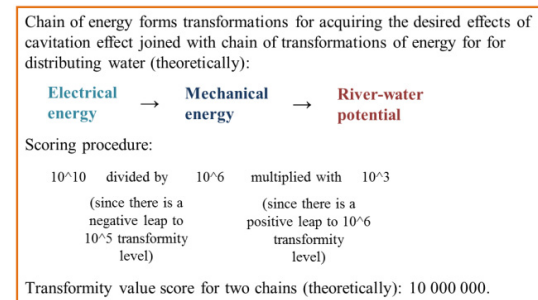 Chain of energy forms transformations for acquiring the desired effects of
cavitation effect joined with chain of transformations of energy for for
distributing water (theoretically):
Electrical energy → Mechanical energy → River-water potential
Scoring procedure:
10^10 divided by 10^6 multiplied with 10^3
(since there is a negative leap to 10^5 transformity level)
(since there is a positive leap to 10^6 transformity level)
Transformity value score for two chains (theoretically): 10 000 000.